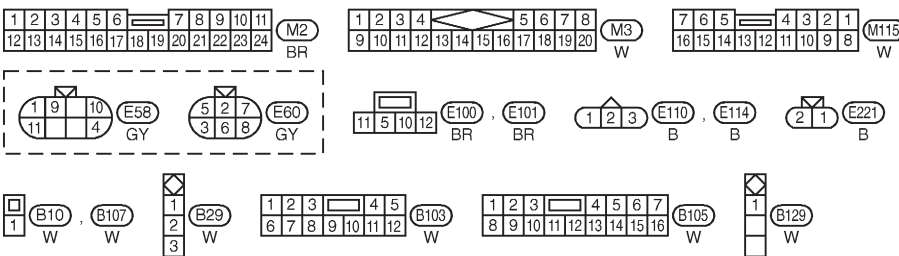 1 2 3 4 5 6 7 8 9 10 11 M2
12 13 14 15 16 17 18 19 20 21 22 23 24 BR
1 2 3 4 5 6 7 8 M3
9 10 11 12 13 14 15 16 17 18 19 20 W
7 6 5 4 3 2 1 M115
16 15 14 13 12 11 10 9 8 W
1 9 10 E58
11 4 GY
5 2 7 E60
3 6 8 GY
11 5 10 12 E100 , E101
BR BR
1 2 3 E110 , E114
B B
2 1 E221
B
1 B10 , B107
W W
1 B29
2 W
3
1 2 3 4 5 B103
6 7 8 9 10 11 12 W
1 2 3 4 5 6 7 B105
8 9 10 11 12 13 14 15 16 W
1 B129
W